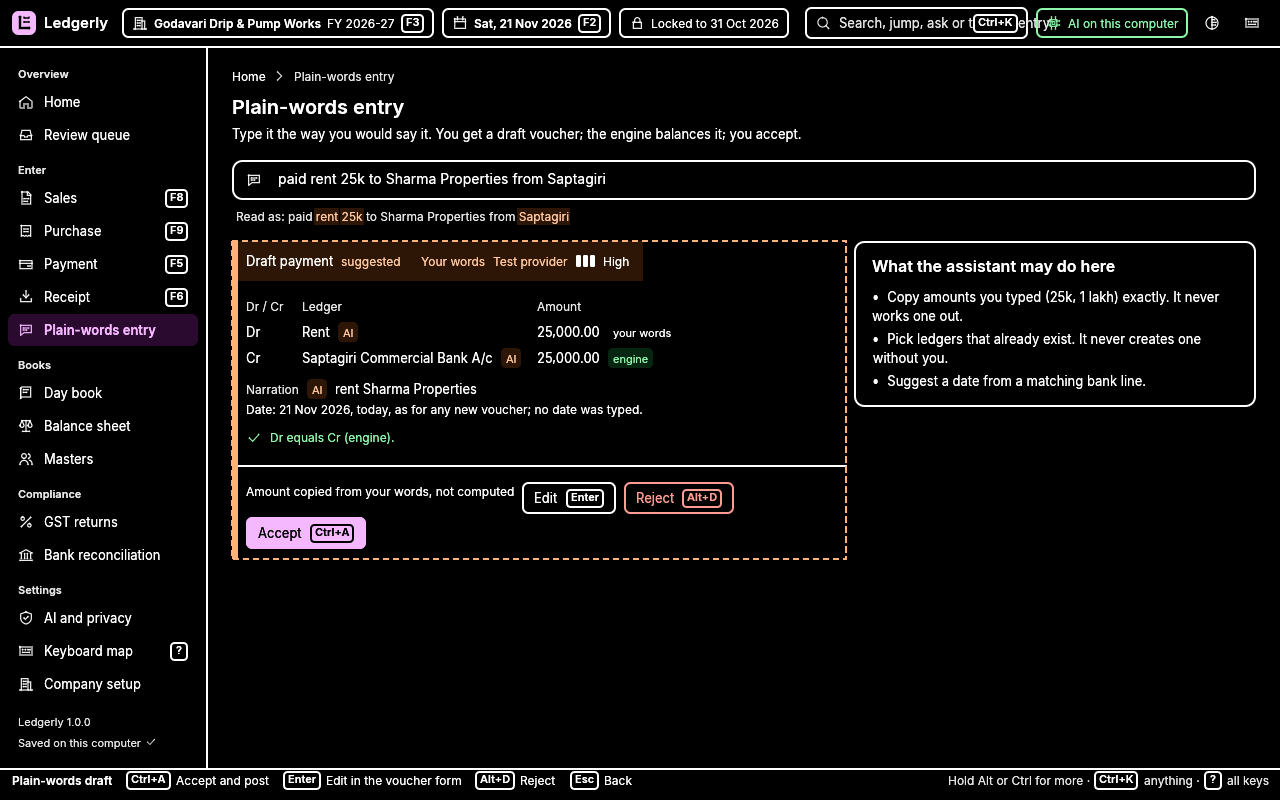 Ledgerly
Godavari Drip & Pump Works FY 2026-27 F3
Sat, 21 Nov 2026 F2
Locked to 31 Oct 2026
Search, jump, ask or t Ctrl+K entry
AI on this computer
Overview
Home
Review queue
Enter
Sales F8
Purchase F9
Payment F5
Receipt F6
Plain-words entry
Books
Day book
Balance sheet
Masters
Compliance
GST returns
Bank reconciliation
Settings
AI and privacy
Keyboard map ?
Company setup
Ledgerly 1.0.0
Saved on this computer
Home Plain-words entry
Plain-words entry
Type it the way you would say it. You get a draft voucher; the engine balances it; you accept.
paid rent 25k to Sharma Properties from Saptagiri
Read as: paid rent 25k to Sharma Properties from Saptagiri
Draft payment suggested Your words Test provider High
Dr / Cr Ledger Amount
Dr Rent AI 25,000.00 your words
Cr Saptagiri Commercial Bank A/c AI 25,000.00 engine
Narration AI rent Sharma Properties
Date: 21 Nov 2026, today, as for any new voucher; no date was typed.
Dr equals Cr (engine).
Amount copied from your words, not computed Edit Enter Reject Alt+D
Accept Ctrl+A
What the assistant may do here
• Copy amounts you typed (25k, 1 lakh) exactly. It never
works one out.
• Pick ledgers that already exist. It never creates one
without you.
• Suggest a date from a matching bank line.
Plain-words draft Ctrl+A Accept and post Enter Edit in the voucher form Alt+D Reject Esc Back
Hold Alt or Ctrl for more · Ctrl+K anything · ? all keys